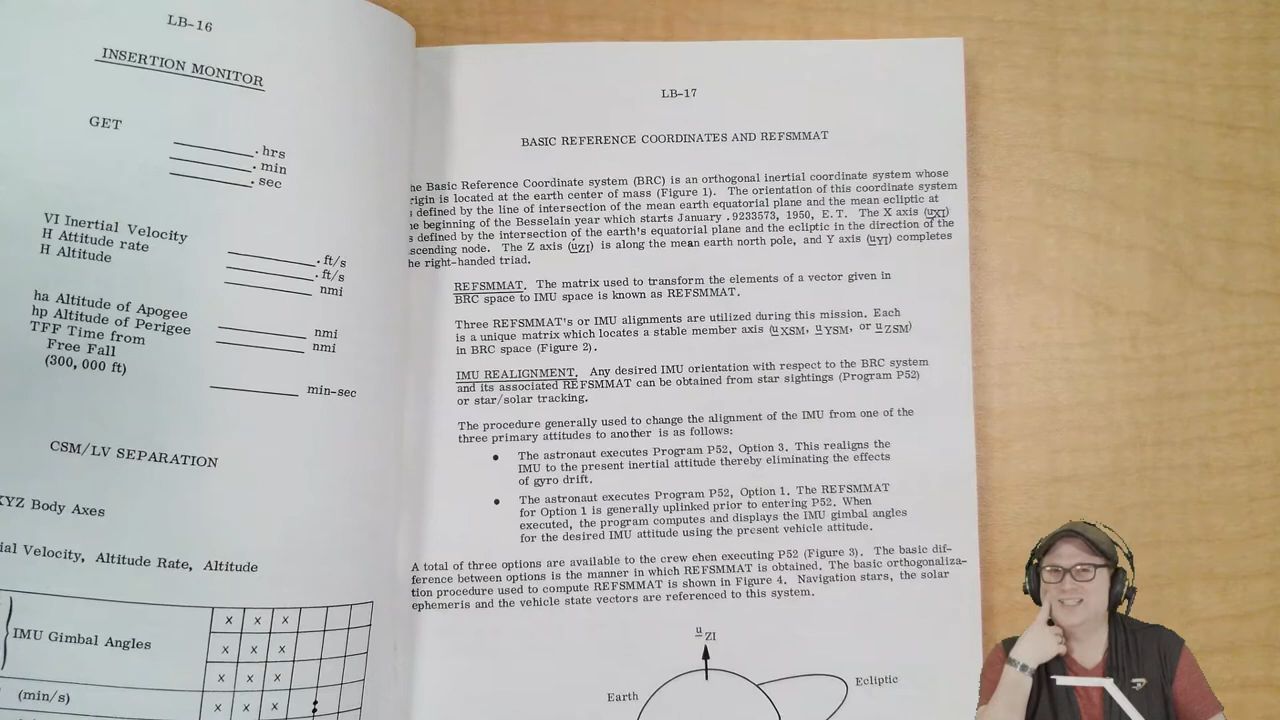 LB-16
INSERTION MONITOR
GET
. hrs
. min
. sec
VI Inertial Velocity . ft/s
H Attitude rate . ft/s
H Altitude nmi
ha Altitude of Apogee nmi
hp Altitude of Perigee nmi
TFF Time from
Free Fall
(300, 000 ft) min-sec
CSM/LV SEPARATION
XYZ Body Axes
ial Velocity, Altitude Rate, Altitude
x x x
IMU Gimbal Angles x x x
x x x
(min/s) x x x
LB-17
BASIC REFERENCE COORDINATES AND REFSMMAT
he Basic Reference Coordinate system (BRC) is an orthogonal inertial coordinate system whose
rigin is located at the earth center of mass (Figure 1). The orientation of this coordinate system
s defined by the line of intersection of the mean earth equatorial plane and the mean ecliptic at
he beginning of the Besselain year which starts January . 9233573, 1950, E. T. The X axis (uXI)
s defined by the intersection of the earth's equatorial plane and the ecliptic in the direction of the
scending node. The Z axis (uZI) is along the mean earth north pole, and Y axis (uYI) completes
he right-handed triad.
REFSMMAT. The matrix used to transform the elements of a vector given in
BRC space to IMU space is known as REFSMMAT.
Three REFSMMAT's or IMU alignments are utilized during this mission. Each
is a unique matrix which locates a stable member axis (uXSM, uYSM, or uZSM)
in BRC space (Figure 2).
IMU REALIGNMENT. Any desired IMU orientation with respect to the BRC system
and its associated REFSMMAT can be obtained from star sightings (Program P52)
or star/solar tracking.
The procedure generally used to change the alignment of the IMU from one of the
three primary attitudes to another is as follows:
• The astronaut executes Program P52, Option 3. This realigns the
IMU to the present inertial attitude thereby eliminating the effects
of gyro drift.
• The astronaut executes Program P52, Option 1. The REFSMMAT
for Option 1 is generally uplinked prior to entering P52. When
executed, the program computes and displays the IMU gimbal angles
for the desired IMU attitude using the present vehicle attitude.
A total of three options are available to the crew ehen executing P52 (Figure 3). The basic dif-
ference between options is the manner in which REFSMMAT is obtained. The basic orthogonaliza-
tion procedure used to compute REFSMMAT is shown in Figure 4. Navigation stars, the solar
ephemeris and the vehicle state vectors are referenced to this system.
uZI
Ecliptic
Earth